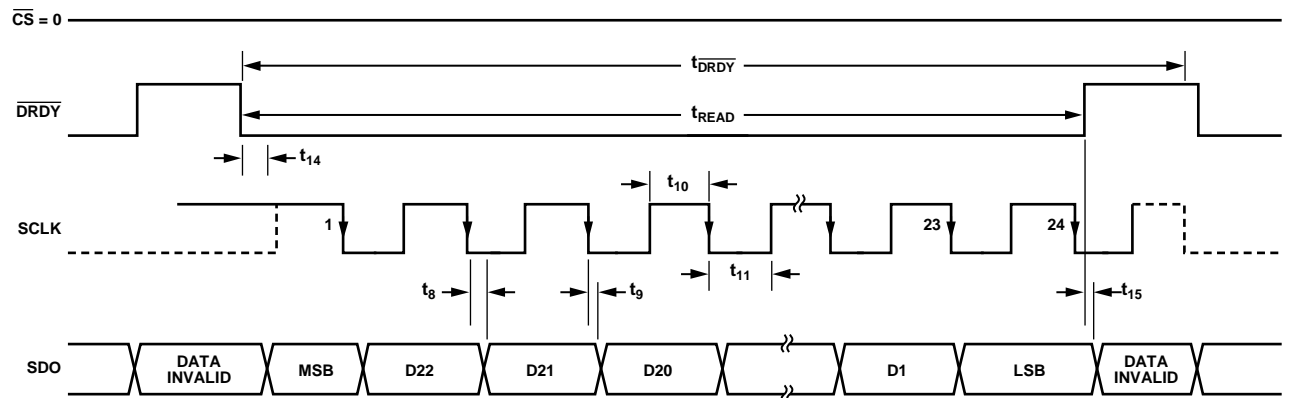 CS = 0
tDRDY
DRDY
tREAD
t14
t10
SCLK
1
23
24
t8
t9
t11
t15
SDO
DATA INVALID
MSB
D22
D21
D20
D1
LSB
DATA INVALID